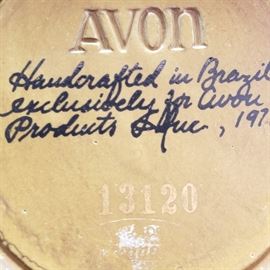 AVON
Handcrafted in Brazil
exclusively for Avon
Products Inc., 197
13120